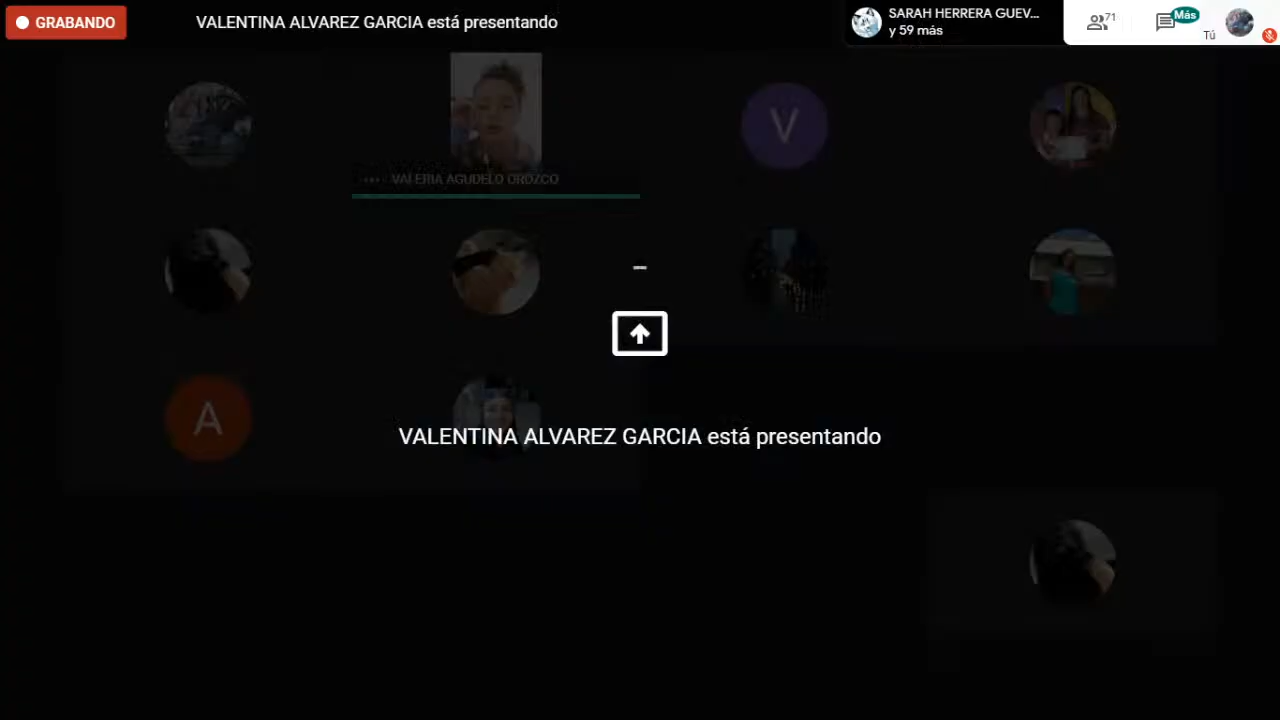 GRABANDO
VALENTINA ALVAREZ GARCIA está presentando
SARAH HERRERA GUEV...
y 59 más
71
Más
Tú
V
VALERIA AGUDELO OROZCO
A
VALENTINA ALVAREZ GARCIA está presentando